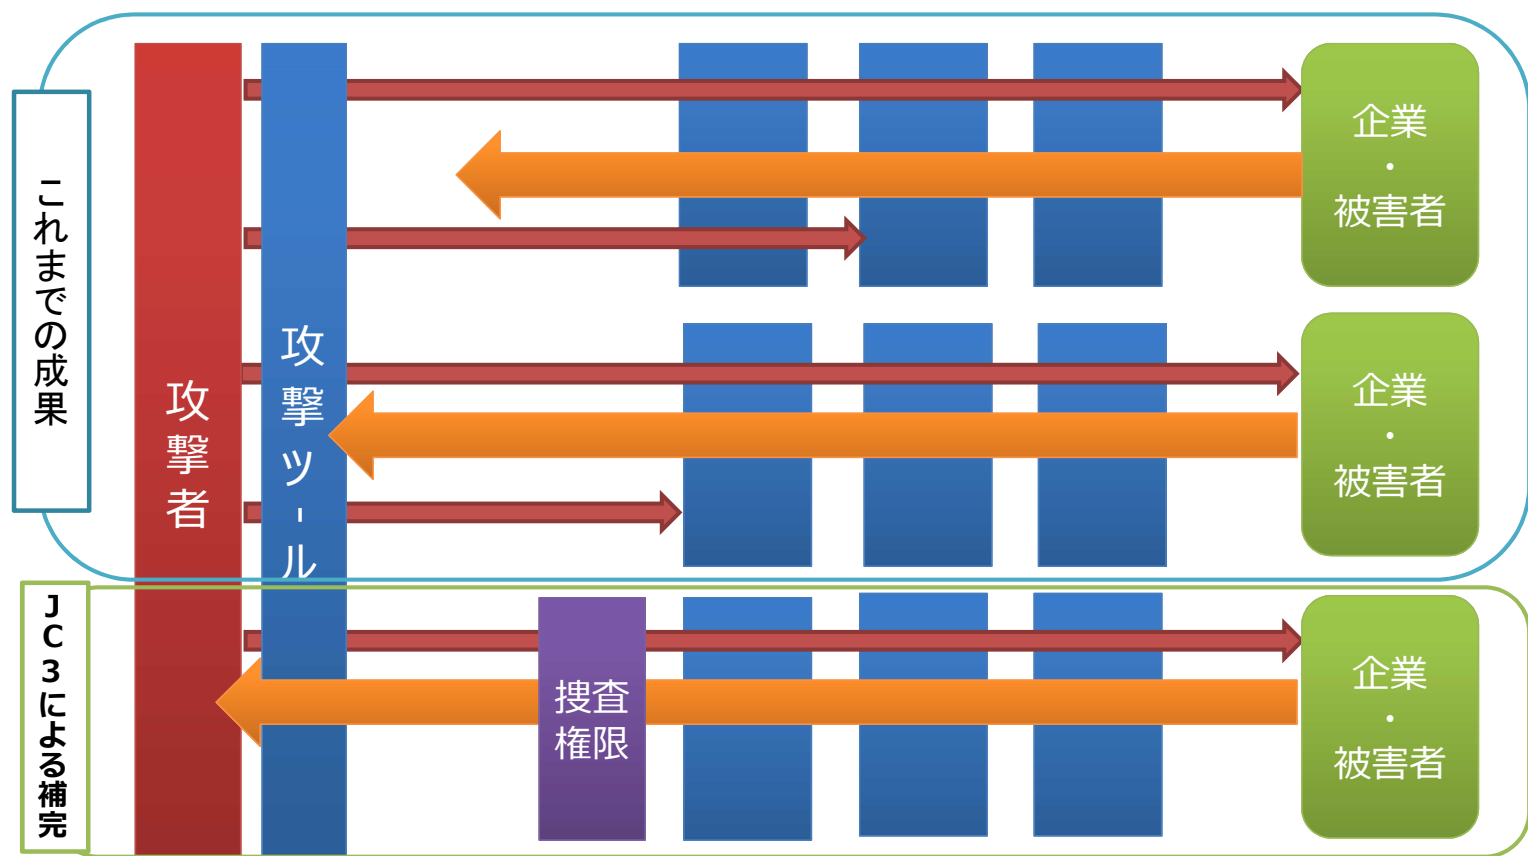 これまでの成果
攻撃者
攻撃ツール
企業
・
被害者
企業
・
被害者
JC3による補完
捜査
権限
企業
・
被害者